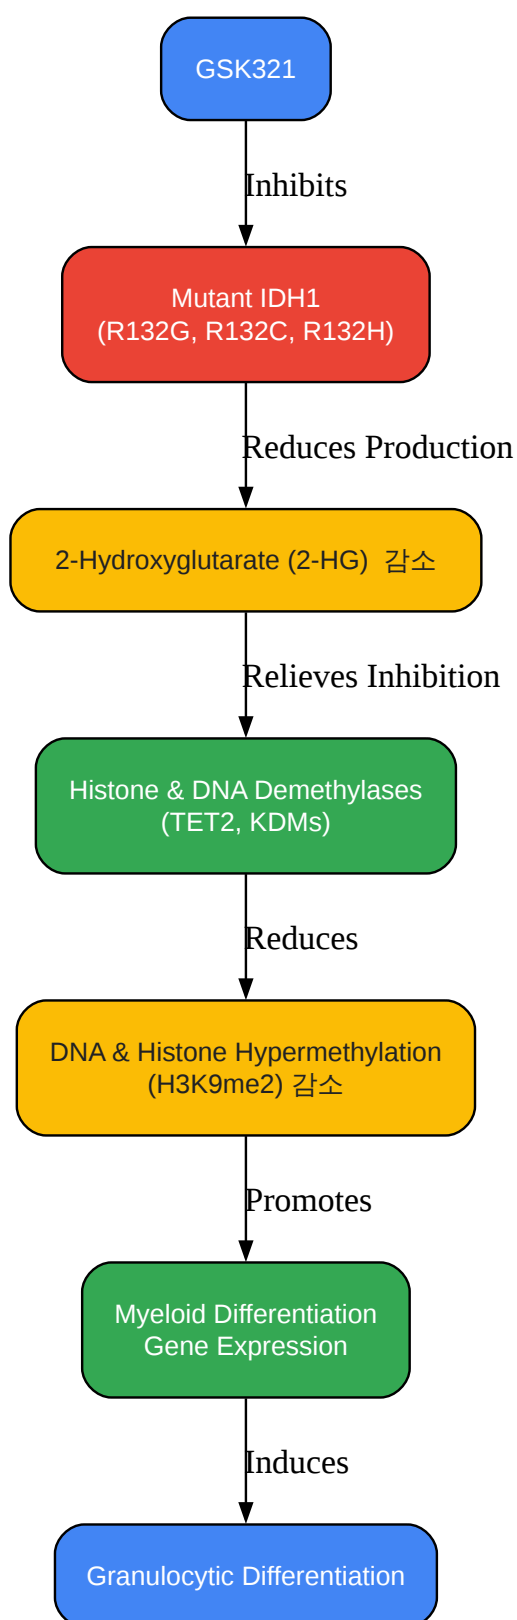 GSK321
Inhibits
Mutant IDH1
(R132G, R132C, R132H)
Reduces Production
2-Hydroxyglutarate (2-HG) 감소
Relieves Inhibition
Histone & DNA Demethylases
(TET2, KDMs)
Reduces
DNA & Histone Hypermethylation
(H3K9me2) 감소
Promotes
Myeloid Differentiation
Gene Expression
Induces
Granulocytic Differentiation